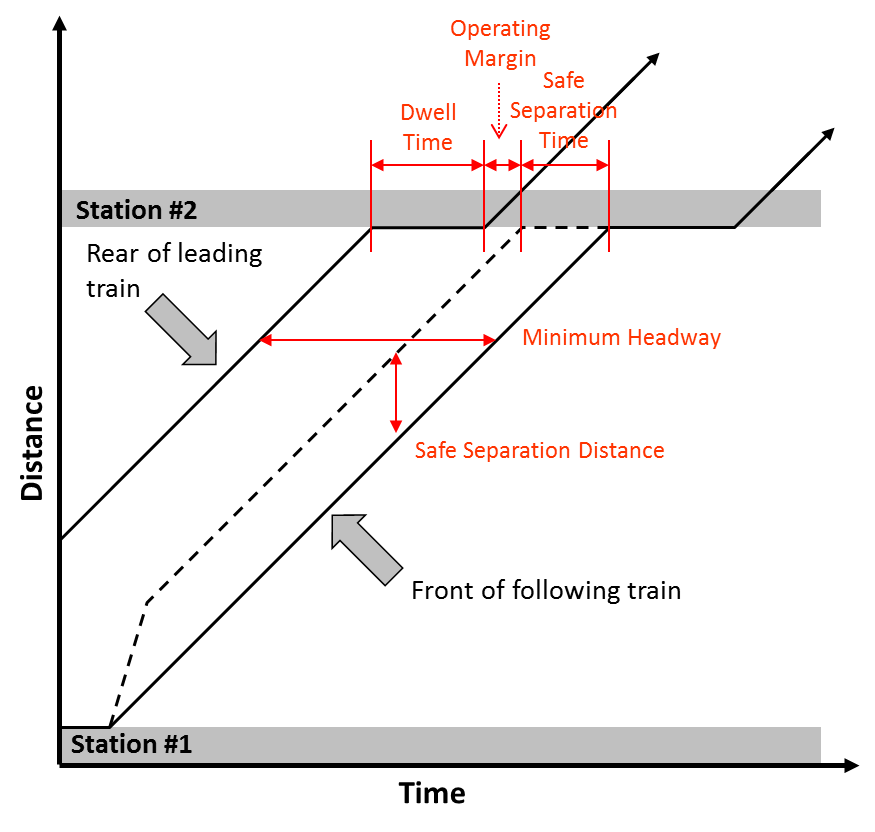 Operating
Margin
Safe
Separation
Time
Dwell
Time
Station #2
Rear of leading
train
Minimum Headway
Safe Separation Distance
Distance
Front of following train
Station #1
Time